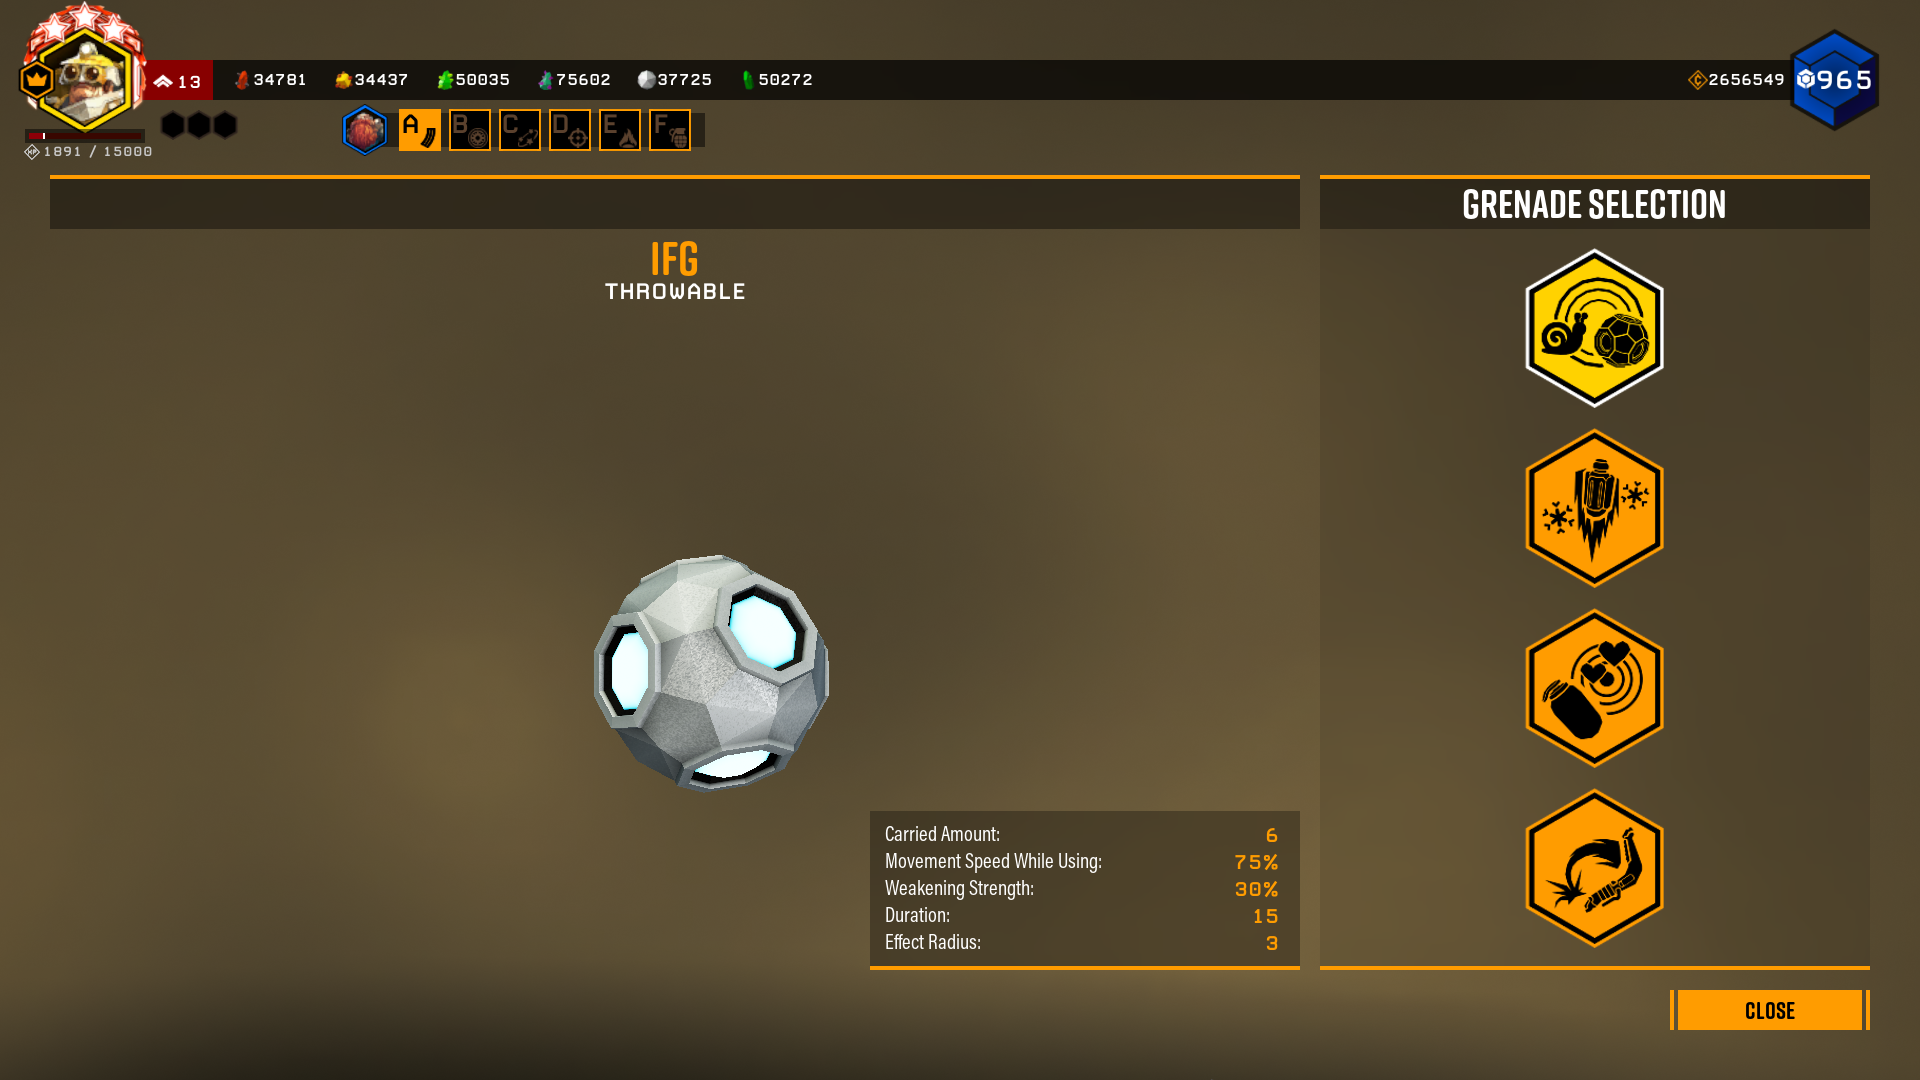 13
34781 34437 50035 75602 37725 50272
2656549
965
1891 / 15000
A B C D E F
GRENADE SELECTION
IFG
THROWABLE
Carried Amount: 6
Movement Speed While Using: 75%
Weakening Strength: 30%
Duration: 15
Effect Radius: 3
CLOSE